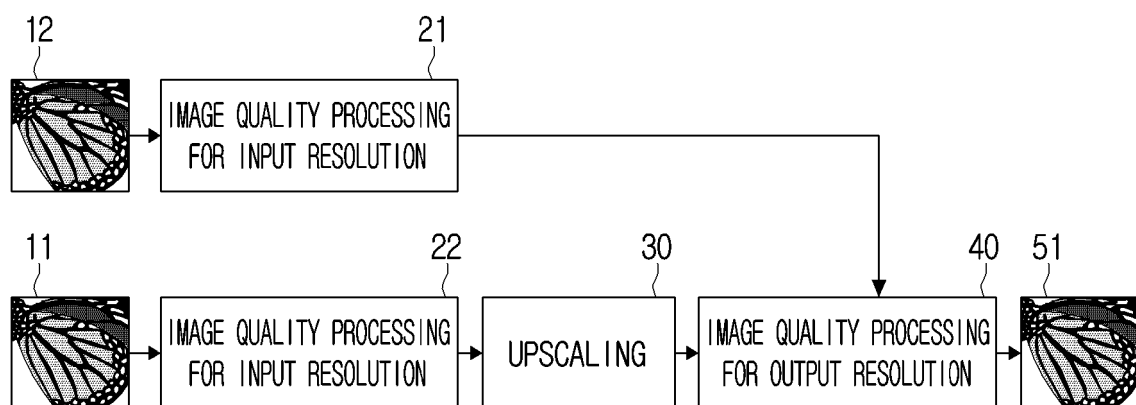 12
21
IMAGE QUALITY PROCESSING
FOR INPUT RESOLUTION
11
22
30
40
51
IMAGE QUALITY PROCESSING
FOR INPUT RESOLUTION
UPSCALING
IMAGE QUALITY PROCESSING
FOR OUTPUT RESOLUTION